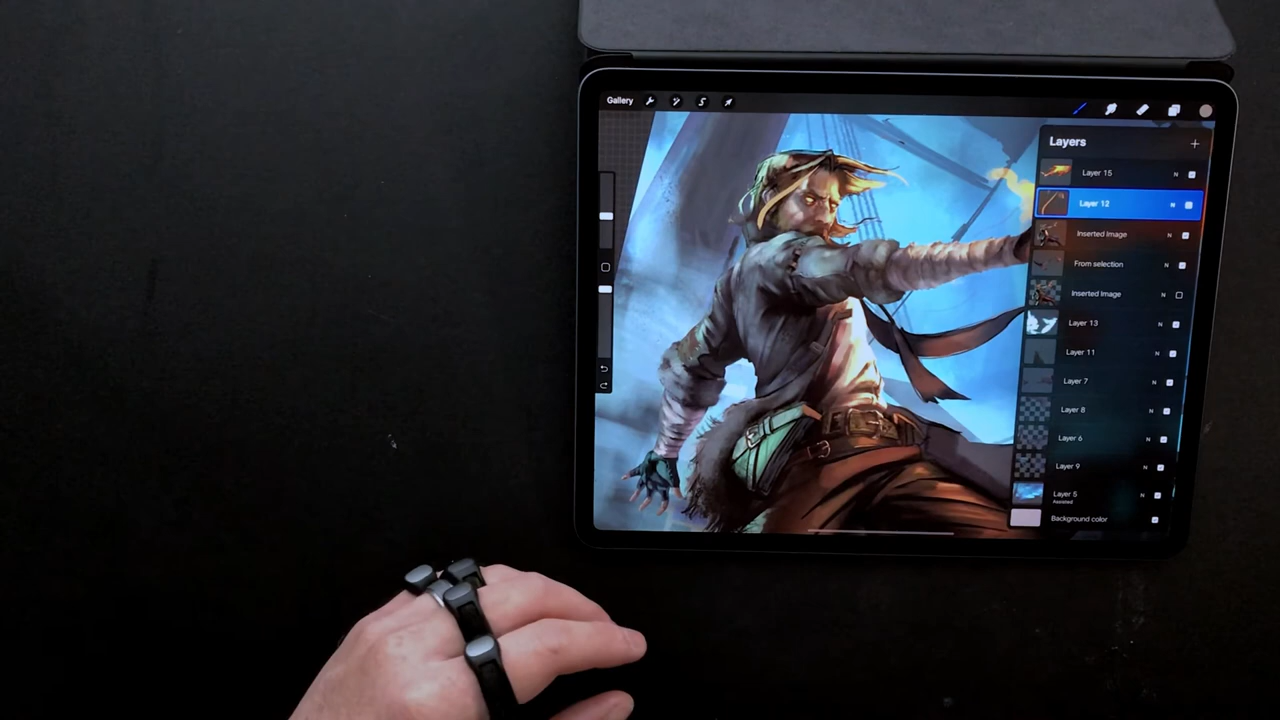 Gallery
Layers
Layer 15 N
Layer 12 N
Inserted Image N
From selection N
Inserted Image N
Layer 13 N
Layer 11 N
Layer 7 N
Layer 8 N
Layer 6 N
Layer 9 N
Layer 5 N
Assisted
Background color